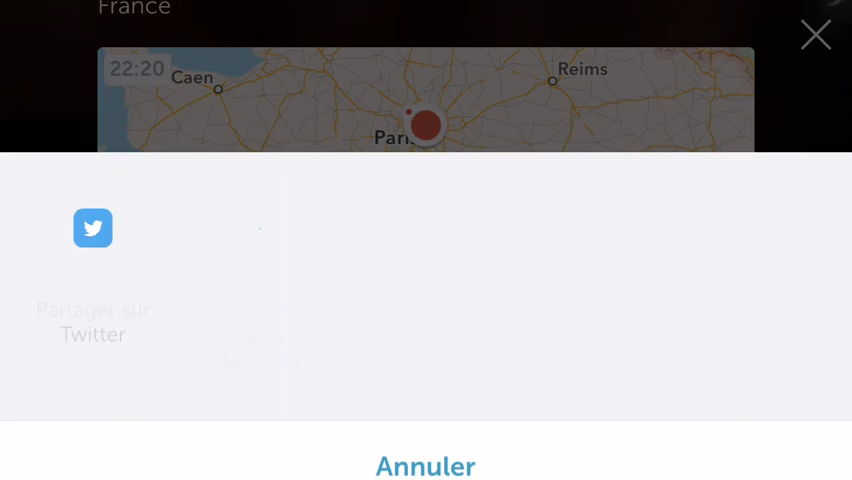 France
22:20
Caen
Reims
Paris
Partager sur
Twitter
Annuler